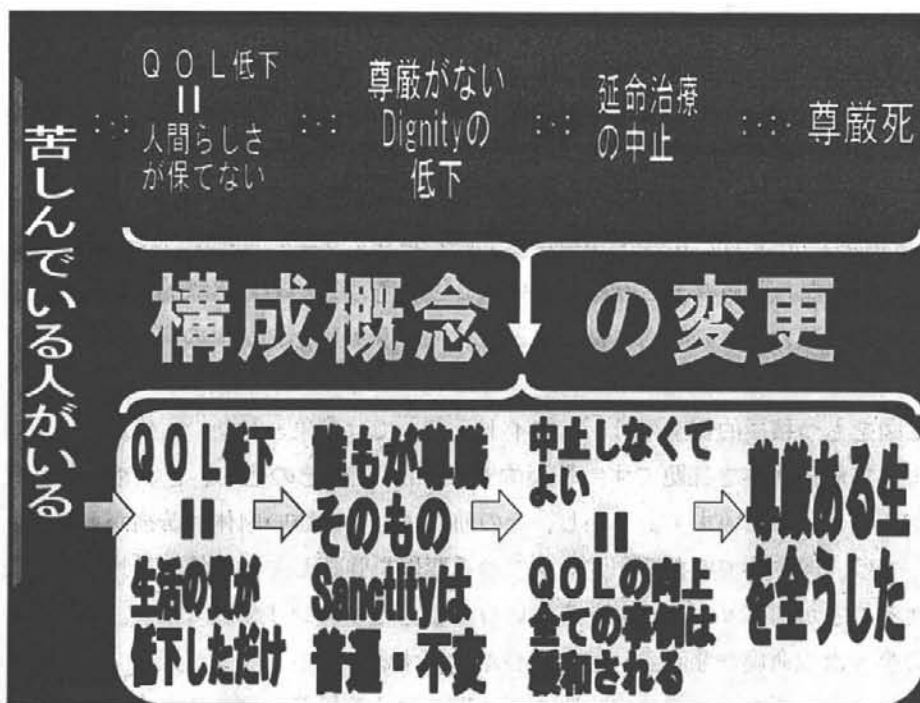 苦しんでいる人がいる
ＱＯＬ低下
＝
人間らしさ
が保てない
尊厳がない
Dignityの
低下
延命治療
の中止
尊厳死
構成概念の変更
ＱＯＬ低下
＝
生活の質が
低下しただけ
誰もが尊厳
そのもの
Sanctityは
普遍・不変
中止しなくて
よい
＝
ＱＯＬの向上
全ての事例は
緩和される
尊厳ある生
を全うした